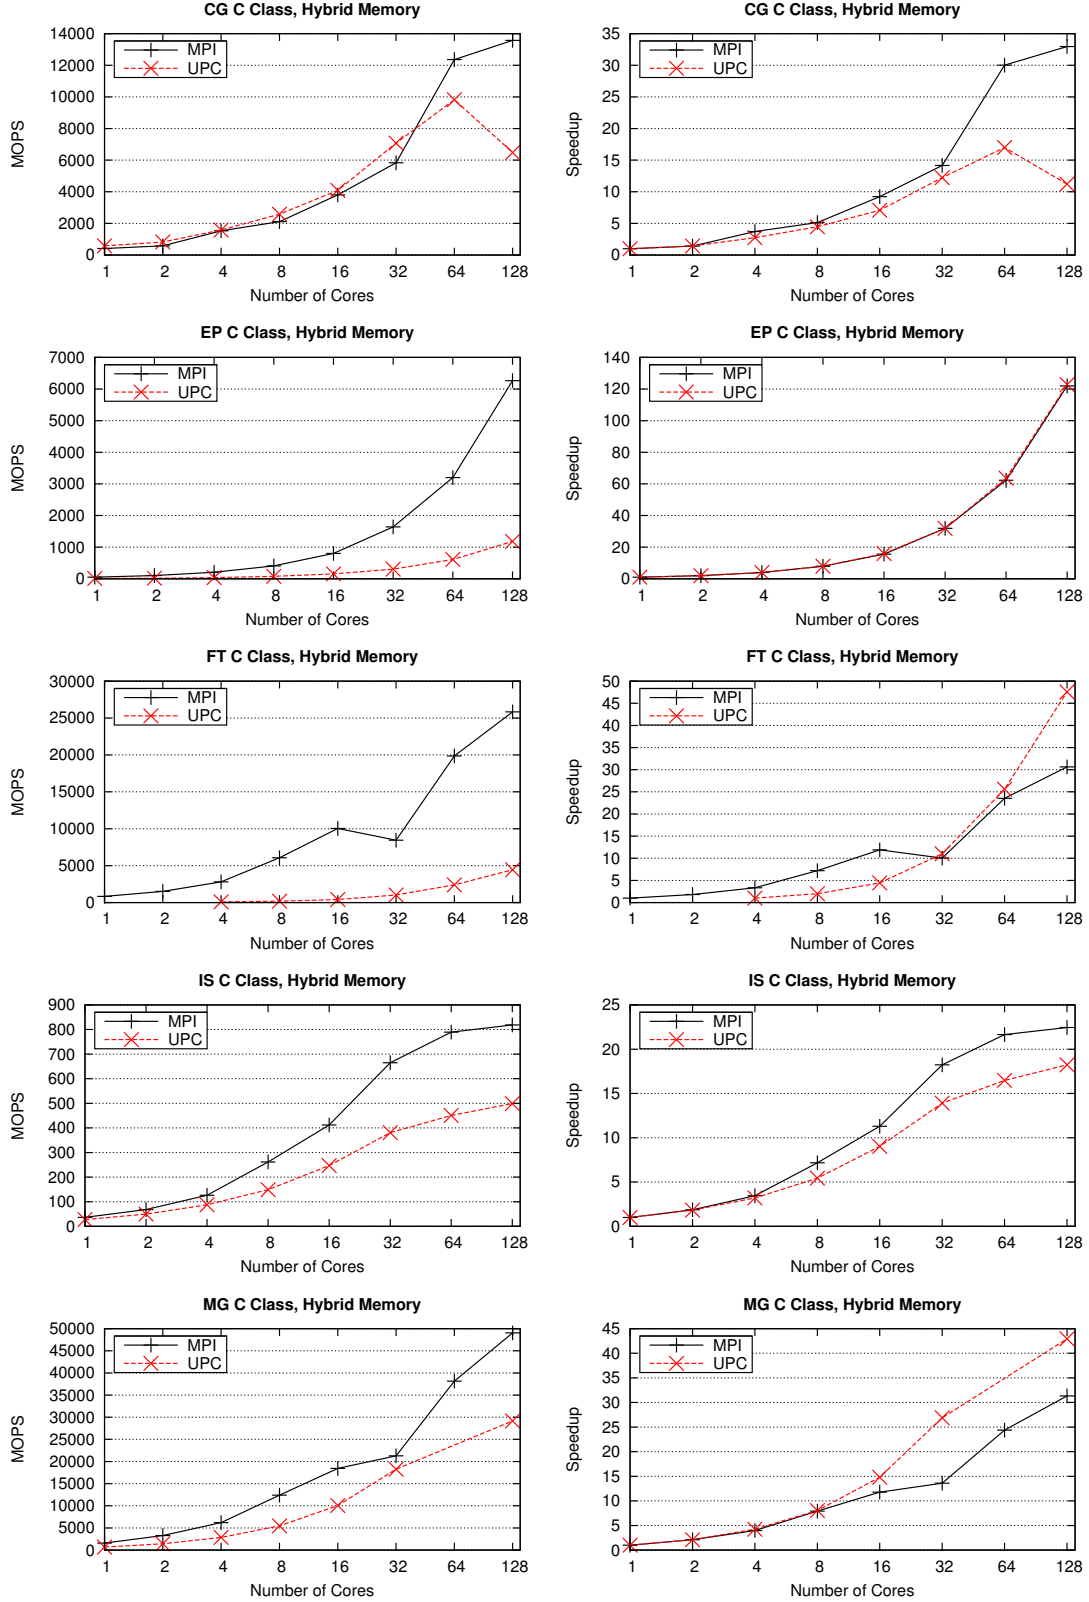 CG C Class, Hybrid Memory
MOPS
14000
12000
10000
8000
6000
4000
2000
0
MPI
UPC
1 2 4 8 16 32 64 128
Number of Cores
CG C Class, Hybrid Memory
Speedup
35
30
25
20
15
10
5
0
MPI
UPC
1 2 4 8 16 32 64 128
Number of Cores
EP C Class, Hybrid Memory
MOPS
7000
6000
5000
4000
3000
2000
1000
0
MPI
UPC
1 2 4 8 16 32 64 128
Number of Cores
EP C Class, Hybrid Memory
Speedup
140
120
100
80
60
40
20
0
MPI
UPC
1 2 4 8 16 32 64 128
Number of Cores
FT C Class, Hybrid Memory
MOPS
30000
25000
20000
15000
10000
5000
0
MPI
UPC
1 2 4 8 16 32 64 128
Number of Cores
FT C Class, Hybrid Memory
Speedup
50
45
40
35
30
25
20
15
10
5
0
MPI
UPC
1 2 4 8 16 32 64 128
Number of Cores
IS C Class, Hybrid Memory
MOPS
900
800
700
600
500
400
300
200
100
0
MPI
UPC
1 2 4 8 16 32 64 128
Number of Cores
IS C Class, Hybrid Memory
Speedup
25
20
15
10
5
0
MPI
UPC
1 2 4 8 16 32 64 128
Number of Cores
MG C Class, Hybrid Memory
MOPS
50000
45000
40000
35000
30000
25000
20000
15000
10000
5000
0
MPI
UPC
1 2 4 8 16 32 64 128
Number of Cores
MG C Class, Hybrid Memory
Speedup
45
40
35
30
25
20
15
10
5
0
MPI
UPC
1 2 4 8 16 32 64 128
Number of Cores